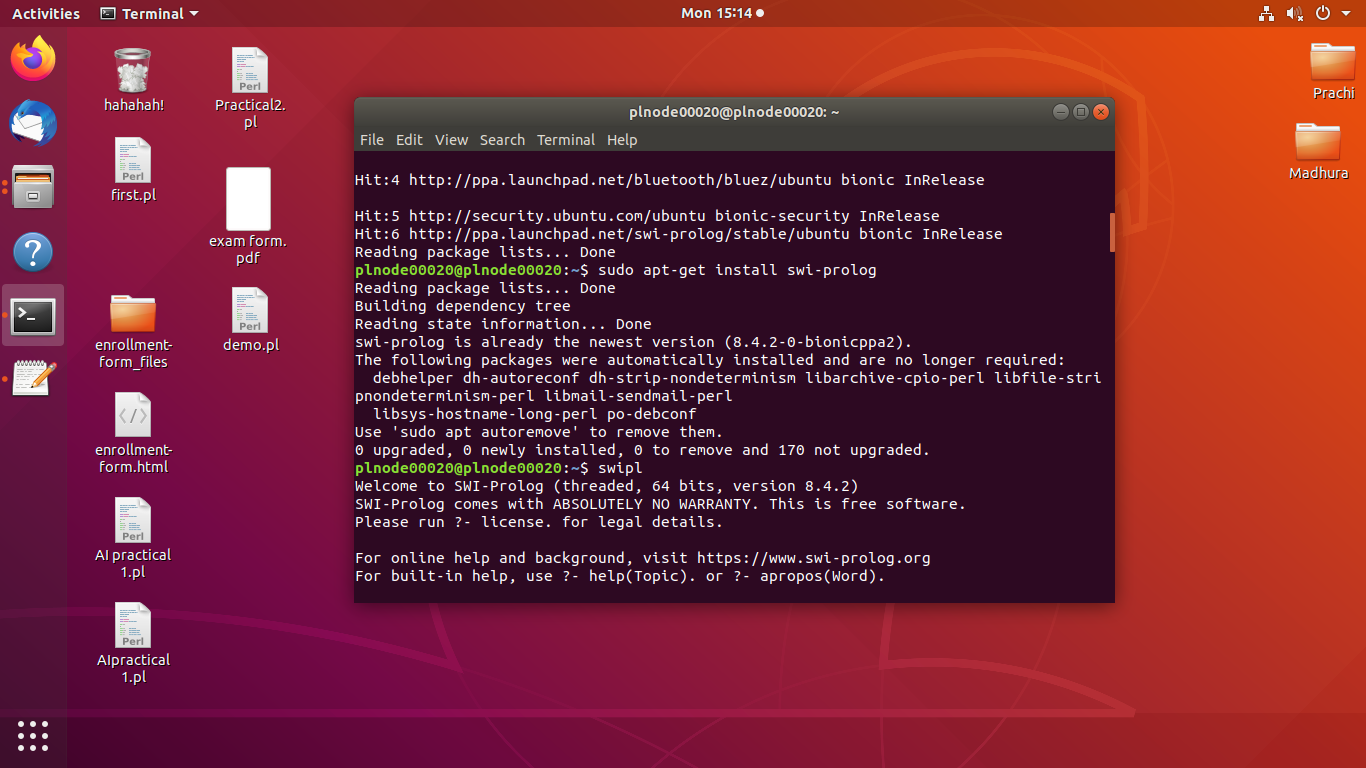 Activities
Terminal
Mon 15:14
hahahah!
Perl
Practical2.
pl
Perl
first.pl
exam form.
pdf
enrollment-
form_files
Perl
demo.pl
</>
enrollment-
form.html
Perl
AI practical
1.pl
Perl
AIpractical
1.pl
Prachi
Madhura
plnode00020@plnode00020: ~
File Edit View Search Terminal Help
Hit:4 http://ppa.launchpad.net/bluetooth/bluez/ubuntu bionic InRelease
Hit:5 http://security.ubuntu.com/ubuntu bionic-security InRelease
Hit:6 http://ppa.launchpad.net/swi-prolog/stable/ubuntu bionic InRelease
Reading package lists... Done
plnode00020@plnode00020:~$ sudo apt-get install swi-prolog
Reading package lists... Done
Building dependency tree
Reading state information... Done
swi-prolog is already the newest version (8.4.2-0-bionicppa2).
The following packages were automatically installed and are no longer required:
  debhelper dh-autoreconf dh-strip-nondeterminism libarchive-cpio-perl libfile-stri
pnondeterminism-perl libmail-sendmail-perl
  libsys-hostname-long-perl po-debconf
Use 'sudo apt autoremove' to remove them.
0 upgraded, 0 newly installed, 0 to remove and 170 not upgraded.
plnode00020@plnode00020:~$ swipl
Welcome to SWI-Prolog (threaded, 64 bits, version 8.4.2)
SWI-Prolog comes with ABSOLUTELY NO WARRANTY. This is free software.
Please run ?- license. for legal details.
For online help and background, visit https://www.swi-prolog.org
For built-in help, use ?- help(Topic). or ?- apropos(Word).